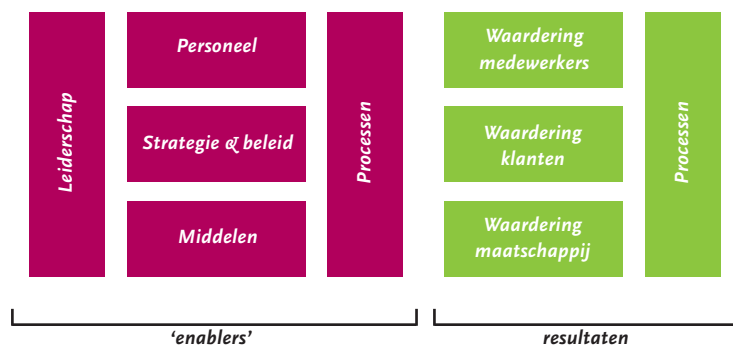 Leiderschap
Personeel
Strategie & beleid
Middelen
Processen
Waardering
medewerkers
Waardering
klanten
Waardering
maatschappij
Processen
‘enablers’
resultaten